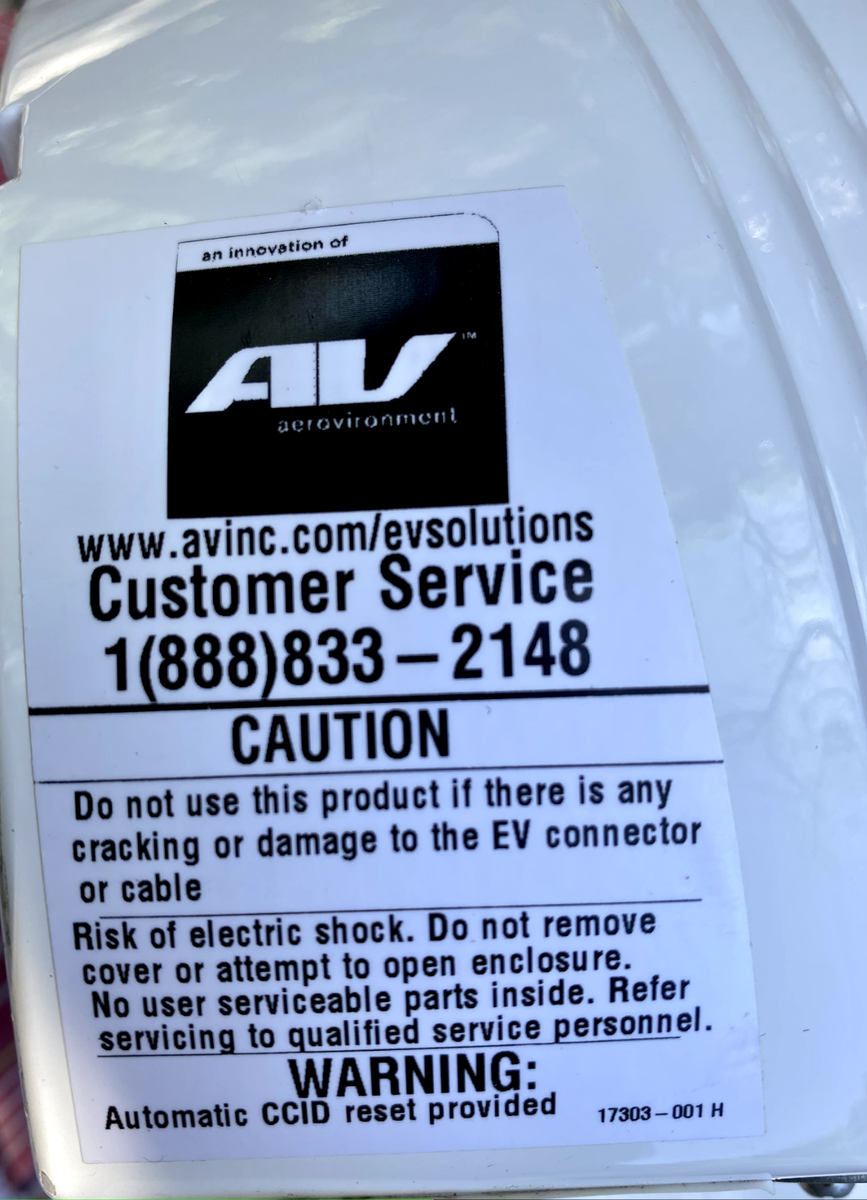 an innovation of
AV™
aerovironment
www.avinc.com/evsolutions
Customer Service
1(888)833-2148
CAUTION
Do not use this product if there is any
cracking or damage to the EV connector
or cable
Risk of electric shock. Do not remove
cover or attempt to open enclosure.
No user serviceable parts inside. Refer
servicing to qualified service personnel.
WARNING:
Automatic CCID reset provided 17303-001 H